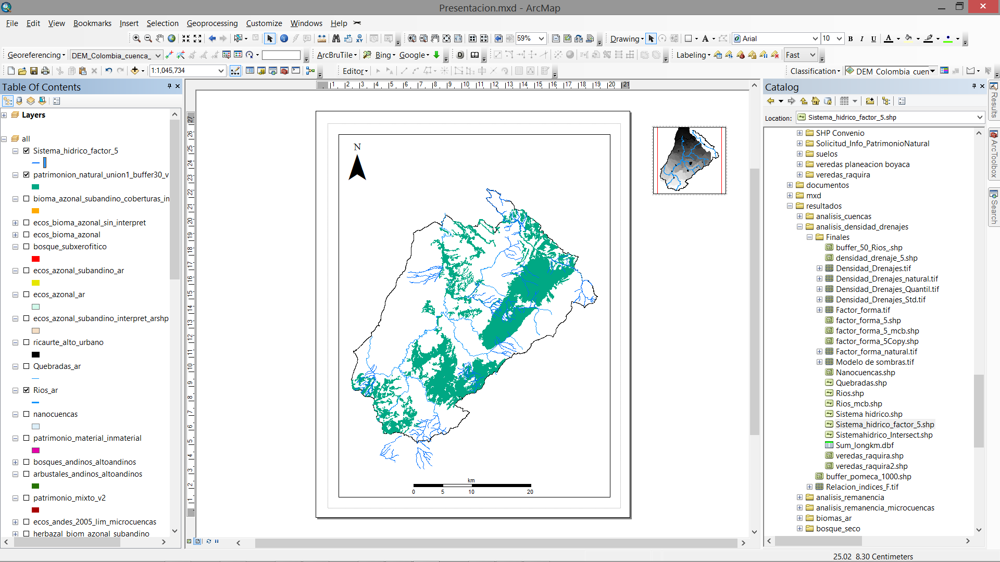 Presentacion.mxd - ArcMap
File Edit View Bookmarks Insert Selection Geoprocessing Customize Windows Help
59% Drawing Arial 10 B I U A
Georeferencing DEM_Colombia_cuenca_ ArcBruTile Bing Google Labeling Fast
1:1,045,734 Editor Classification DEM_Colombia_cuen
Table Of Contents
Layers
all
Sistema_hidrico_factor_5
patrimonion_natural_union1_buffer30_v
bioma_azonal_subandino_coberturas_in
ecos_bioma_azonal_sin_interpret
ecos_bioma_azonal
bosque_subxerofitico
ecos_azonal_subandino_ar
ecos_azonal_ar
ecos_azonal_subandino_interpret_arshp
ricaurte_alto_urbano
Quebradas_ar
Rios_ar
nanocuencas
patrimonio_material_inmaterial
bosques_andinos_altoandinos
arbustales_andinos_altoandinos
patrimonio_mixto_v2
ecos_andes_2005_lim_microcuencas
herbazal_biom_azonal_subandino
1 2 3 4 5 6 7 8 9 10 11 12 13 14 15 16 17 18 19 20 21
27
26
25
24
23
22
21
20
19
18
17
16
15
14
13
12
11
10
9
8
7
6
5
4
3
2
1
N
km
0 5 10 20
Catalog
Location: Sistema_hidrico_factor_5.shp
SHP Convenio
Solicitud_Info_PatrimonioNatural
suelos
veredas planeacion boyaca
veredas_raquira
documentos
mxd
resultados
analisis_cuencas
analisis_densidad_drenajes
Finales
buffer_50_Rios_.shp
densidad_drenaje_5.shp
Densidad_Drenajes.tif
Densidad_Drenajes_natural.tif
Densidad_Drenajes_Quantil.tif
Densidad_Drenajes_Std.tif
Factor_forma.tif
factor_forma_5.shp
factor_forma_5_mcb.shp
factor_forma_5Copy.shp
Factor_forma_natural.tif
Modelo de sombras.tif
Nanocuencas.shp
Quebradas.shp
Rios.shp
Rios_mcb.shp
Sistema hidrico.shp
Sistema_hidrico_factor_5.shp
Sistemahidrico_Intersect.shp
Sum_longkm.dbf
veredas_raquira.shp
veredas_raquira2.shp
buffer_pomeca_1000.shp
Relacion_indices_F.tif
analisis_remanencia
analisis_remanencia_microcuencas
biomas_ar
bosque_seco
Results
ArcToolbox
Search
25.02 8.30 Centimeters